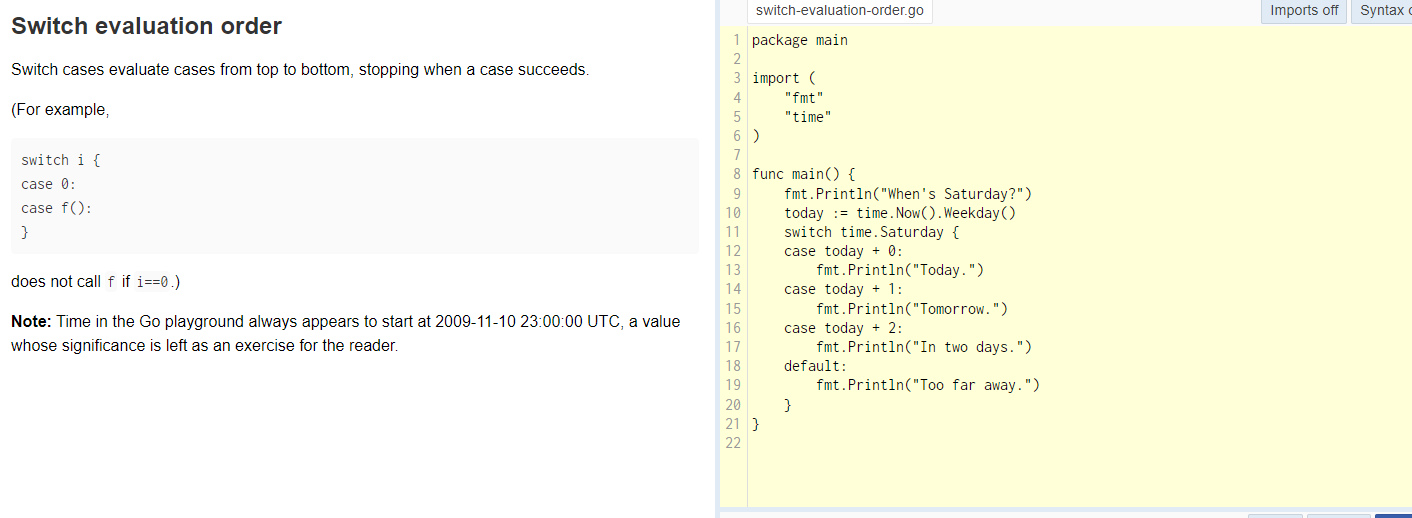 Switch evaluation order
Switch cases evaluate cases from top to bottom, stopping when a case succeeds.
(For example,
switch i {
case 0:
case f():
}
does not call f if i==0.)
Note: Time in the Go playground always appears to start at 2009-11-10 23:00:00 UTC, a value
whose significance is left as an exercise for the reader.
switch-evaluation-order.go
Imports off
Syntax
1 package main
2
3 import (
4     "fmt"
5     "time"
6 )
7
8 func main() {
9     fmt.Println("When's Saturday?")
10     today := time.Now().Weekday()
11     switch time.Saturday {
12     case today + 0:
13         fmt.Println("Today.")
14     case today + 1:
15         fmt.Println("Tomorrow.")
16     case today + 2:
17         fmt.Println("In two days.")
18     default:
19         fmt.Println("Too far away.")
20     }
21 }
22